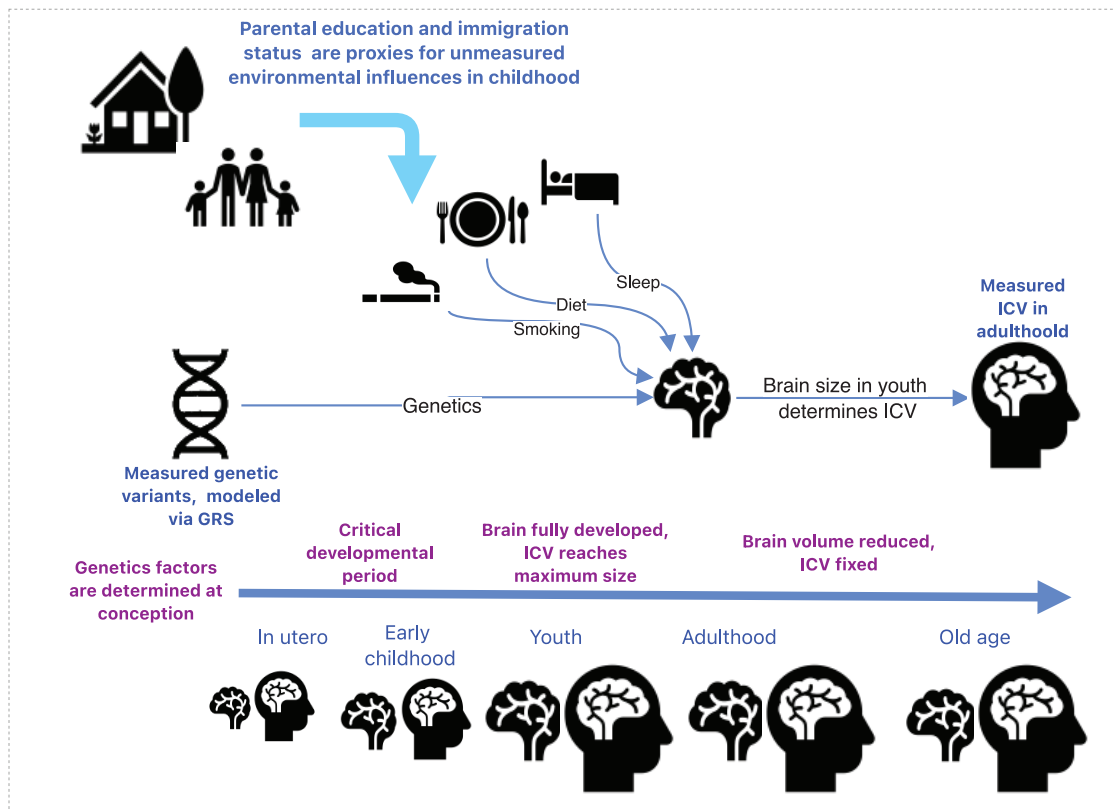 Parental education and immigration
status are proxies for unmeasured
environmental influences in childhood
Sleep
Diet
Smoking
Measured
ICV in
adulthoold
Genetics
Brain size in youth
determines ICV
Measured genetic
variants, modeled
via GRS
Genetics factors
are determined at
conception
Critical
developmental
period
Brain fully developed,
ICV reaches
maximum size
Brain volume reduced,
ICV fixed
In utero
Early
childhood
Youth
Adulthood
Old age